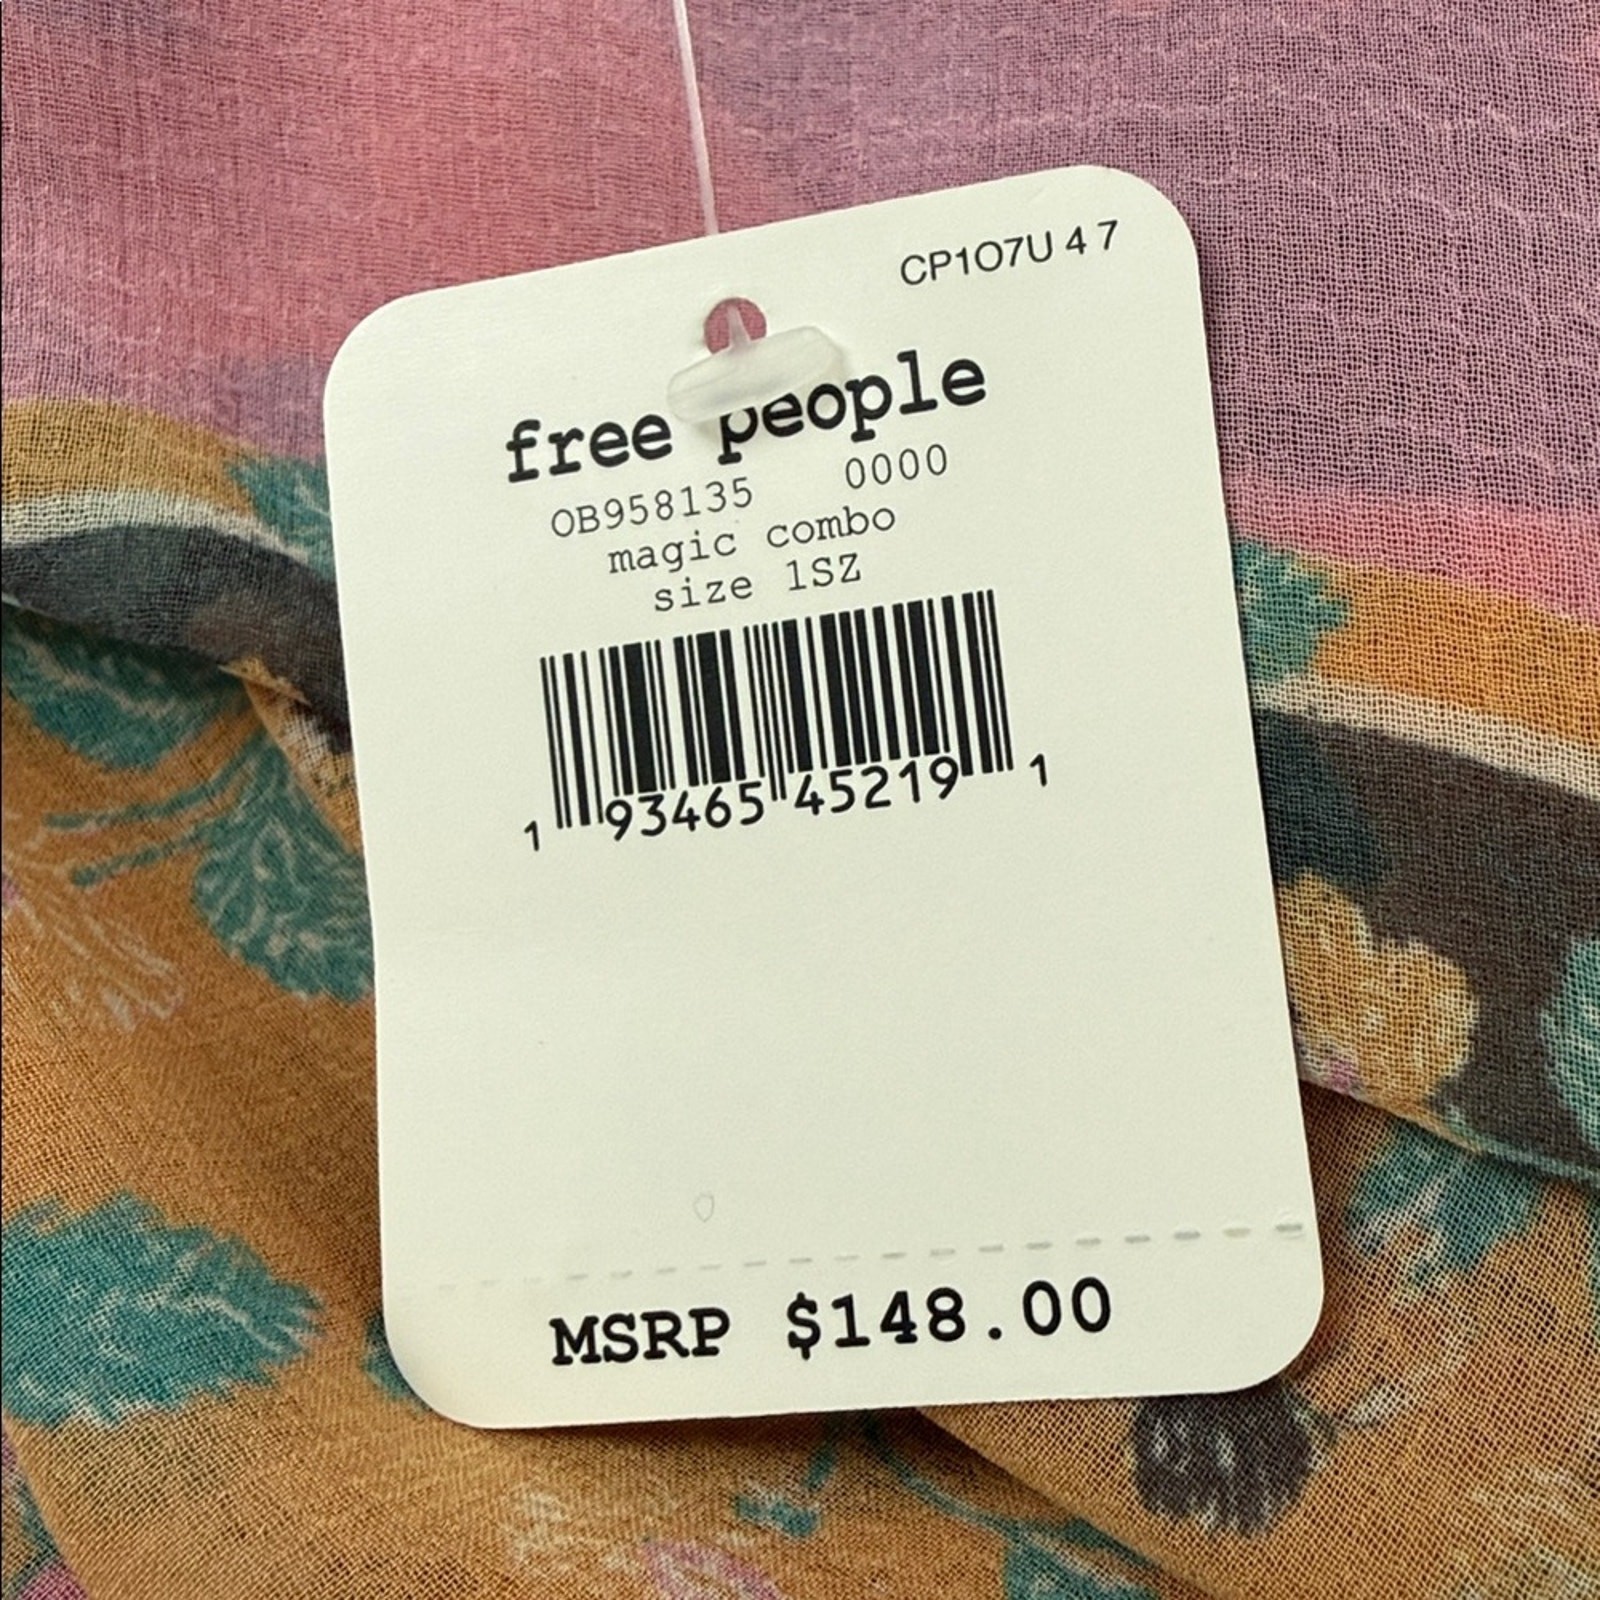 CP1O7U 4 7
free people
OB958135 0000
magic combo
size 1SZ
1 93465 45219 1
MSRP $148.00